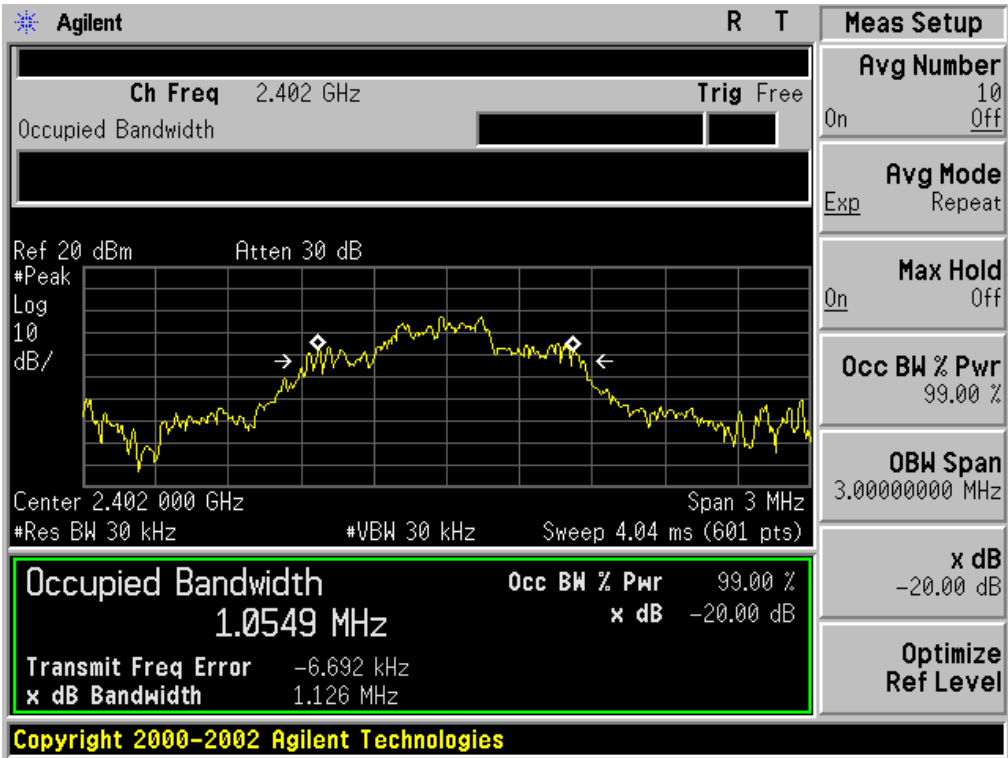 Agilent R T Meas Setup
Ch Freq 2.402 GHz Trig Free
Occupied Bandwidth
Ref 20 dBm Atten 30 dB
#Peak
Log
10
dB/
Center 2.402 000 GHz Span 3 MHz
#Res BW 30 kHz #VBW 30 kHz Sweep 4.04 ms (601 pts)
Occupied Bandwidth Occ BW % Pwr 99.00 %
1.0549 MHz x dB -20.00 dB
Transmit Freq Error -6.692 kHz
x dB Bandwidth 1.126 MHz
Copyright 2000-2002 Agilent Technologies
Avg Number
10
On Off
Avg Mode
Exp Repeat
Max Hold
On Off
Occ BW % Pwr
99.00 %
OBW Span
3.00000000 MHz
x dB
-20.00 dB
Optimize
Ref Level